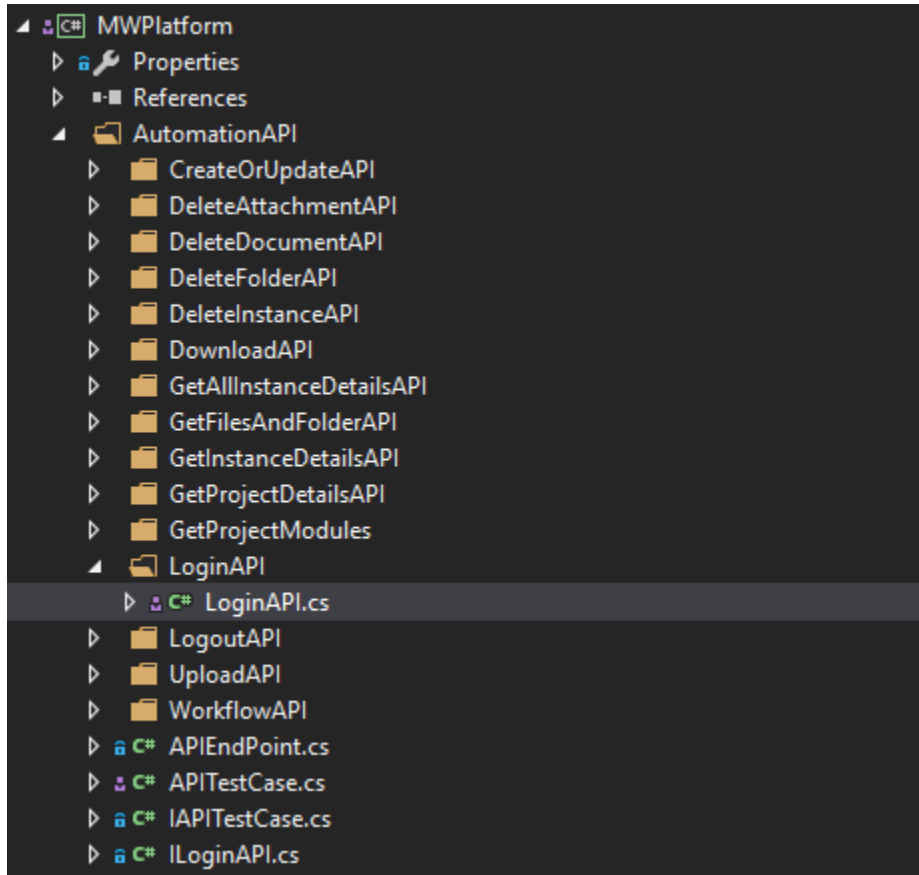 C# MWPlatform
Properties
References
AutomationAPI
CreateOrUpdateAPI
DeleteAttachmentAPI
DeleteDocumentAPI
DeleteFolderAPI
DeleteInstanceAPI
DownloadAPI
GetAllInstanceDetailsAPI
GetFilesAndFolderAPI
GetInstanceDetailsAPI
GetProjectDetailsAPI
GetProjectModules
LoginAPI
C# LoginAPI.cs
LogoutAPI
UploadAPI
WorkflowAPI
C# APIEndPoint.cs
C# APITestCase.cs
C# IAPITestCase.cs
C# ILoginAPI.cs